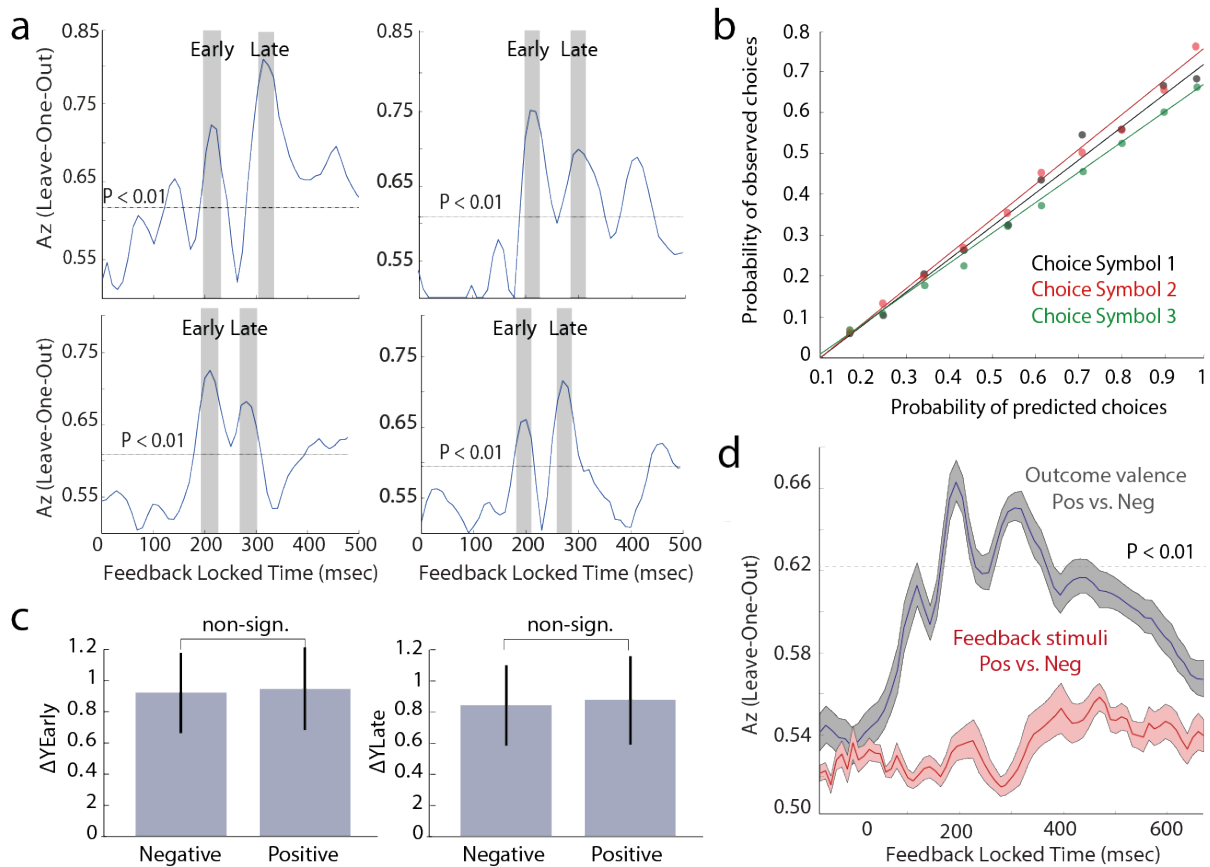 a
Az (Leave-One-Out)
0.85
0.75
0.65
0.55
Early
Late
P < 0.01
0
100
200
300
400
500
0.85
0.75
0.65
0.55
Early
Late
P < 0.01
0
100
200
300
400
500
Az (Leave-One-Out)
0.75
0.65
0.55
Early
Late
P < 0.01
0
100
200
300
400
500
Feedback Locked Time (msec)
0.75
0.65
0.55
Early
Late
P < 0.01
0
100
200
300
400
500
Feedback Locked Time (msec)
b
Probability of observed choices
0.8
0.7
0.6
0.5
0.4
0.3
0.2
0.1
0
Choice Symbol 1
Choice Symbol 2
Choice Symbol 3
0.1
0.2
0.3
0.4
0.5
0.6
0.7
0.8
0.9
1
Probability of predicted choices
c
non-sign.
ΔYEarly
1.2
1
0.8
0.6
0.4
2
0
Negative
Positive
non-sign.
ΔYLate
1.2
1
0.8
0.6
0.4
2
0
Negative
Positive
d
Az (Leave-One-Out)
0.66
0.62
0.58
0.54
0.50
Outcome valence
Pos vs. Neg
P < 0.01
Feedback stimuli
Pos vs. Neg
0
200
400
600
Feedback Locked Time (msec)